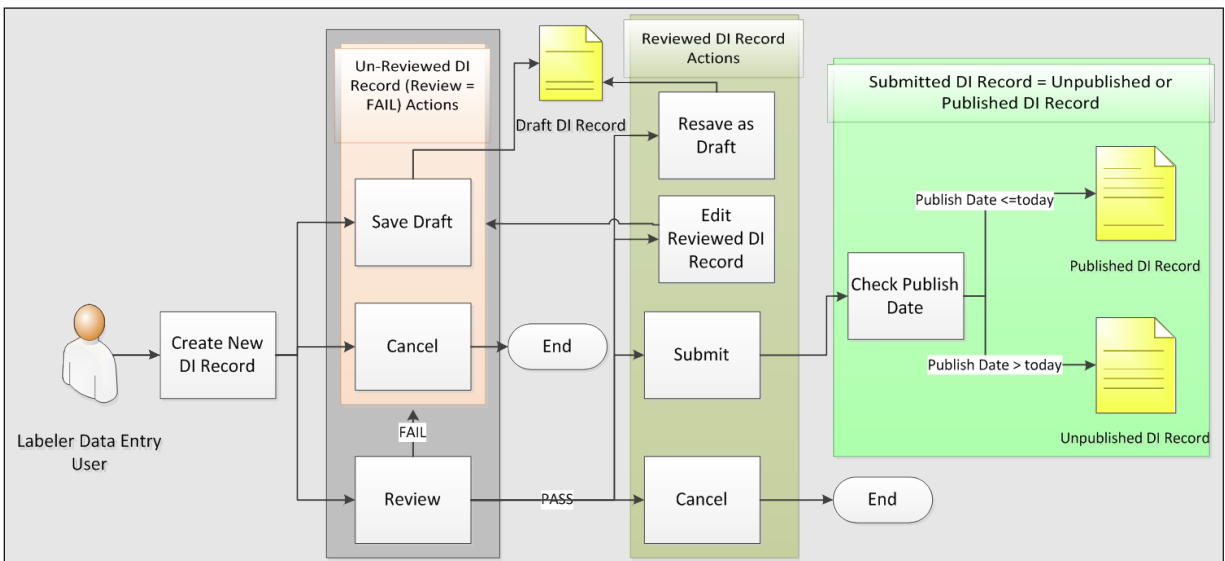 Un-Reviewed DI
Record (Review =
FAIL) Actions
Draft DI Record
Reviewed DI Record
Actions
Submitted DI Record = Unpublished or
Published DI Record
Resave as
Draft
Save Draft
Edit
Reviewed DI
Record
Publish Date <=today
Published DI Record
Check Publish
Date
Create New
DI Record
Cancel
End
Submit
Publish Date > today
Unpublished DI Record
Labeler Data Entry
User
FAIL
Review
PASS
Cancel
End